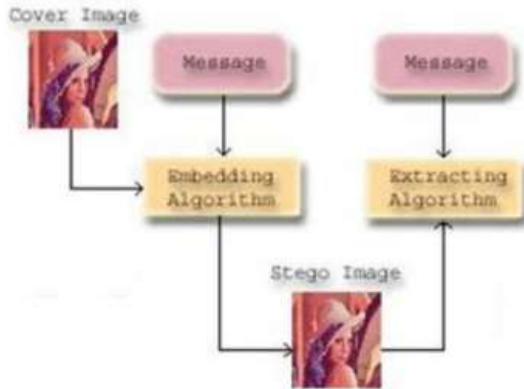 Cover Image
Message
Message
Embedding
Algorithm
Extracting
Algorithm
Stego Image